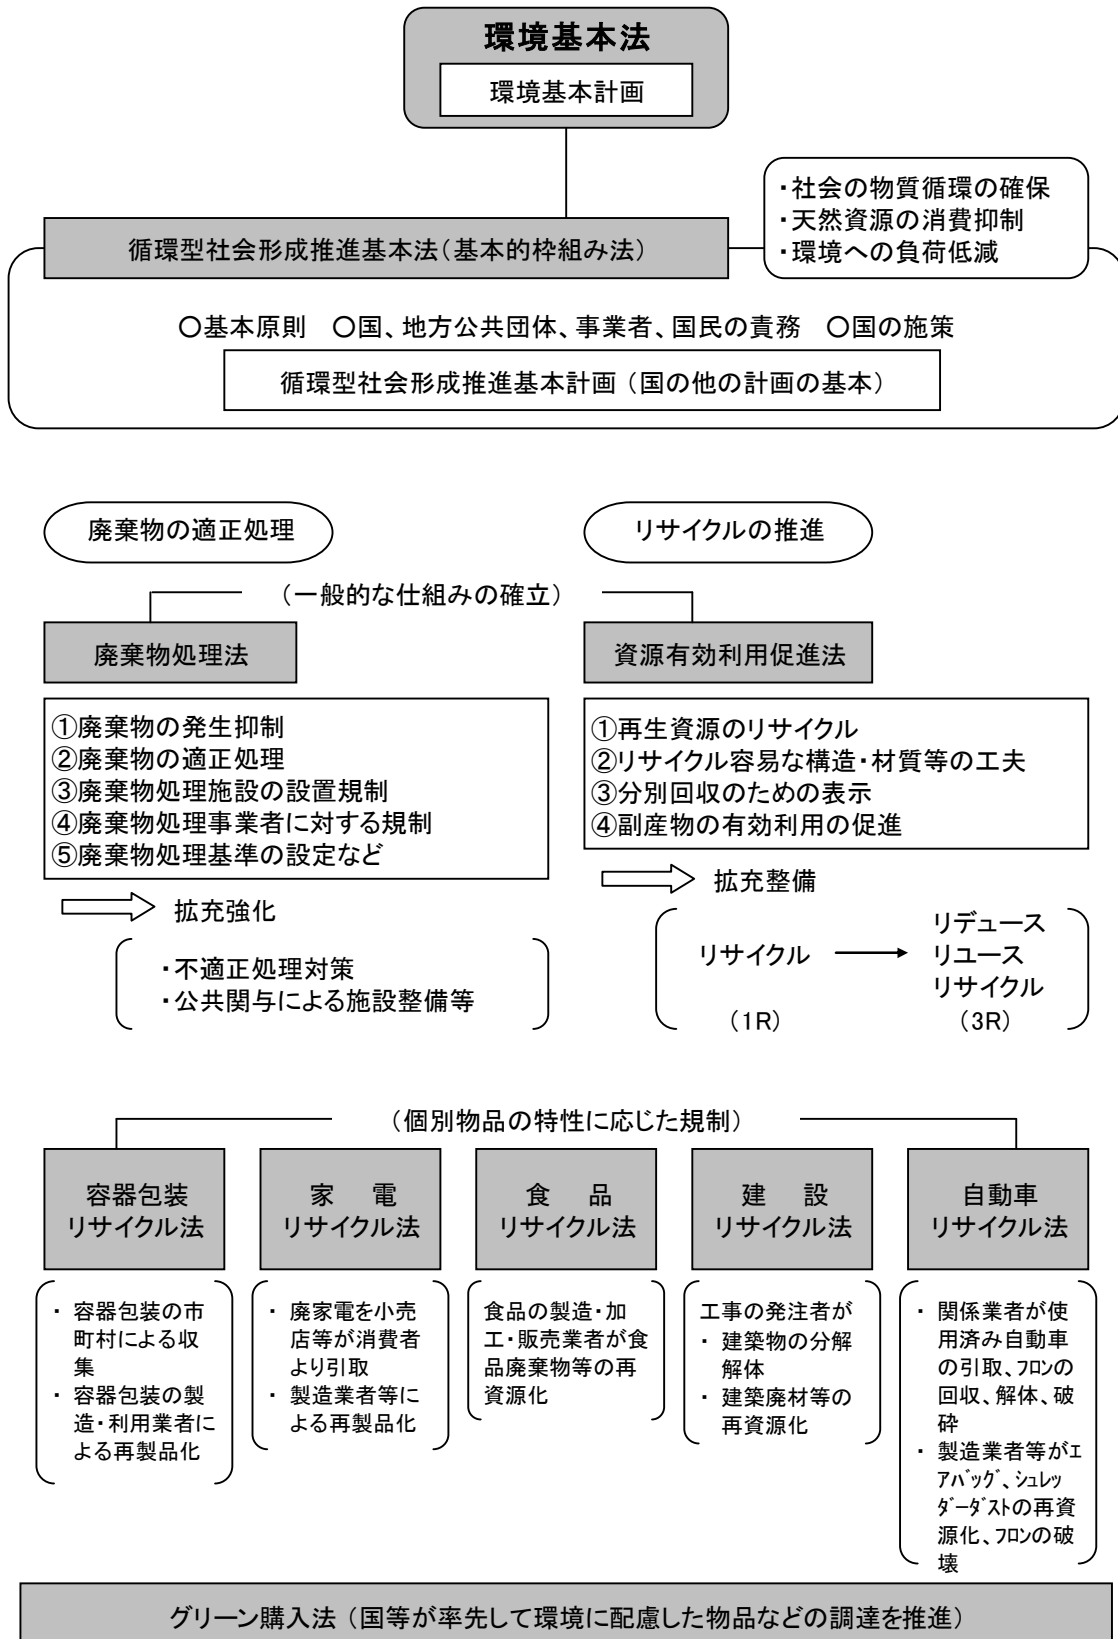 環境基本法
環境基本計画
・社会の物質循環の確保
・天然資源の消費抑制
・環境への負荷低減
循環型社会形成推進基本法(基本的枠組み法)
○基本原則 ○国、地方公共団体、事業者、国民の責務 ○国の施策
循環型社会形成推進基本計画(国の他の計画の基本)
廃棄物の適正処理
リサイクルの推進
(一般的な仕組みの確立)
廃棄物処理法
①廃棄物の発生抑制
②廃棄物の適正処理
③廃棄物処理施設の設置規制
④廃棄物処理事業者に対する規制
⑤廃棄物処理基準の設定など
拡充強化
・不適正処理対策
・公共関与による施設整備等
資源有効利用促進法
①再生資源のリサイクル
②リサイクル容易な構造・材質等の工夫
③分別回収のための表示
④副産物の有効利用の促進
拡充整備
リサイクル
(1R)
リデュース
リユース
リサイクル
(3R)
(個別物品の特性に応じた規制)
容器包装
リサイクル法
・ 容器包装の市
町村による収
集
・ 容器包装の製
造・利用業者に
よる再製品化
家 電
リサイクル法
・ 廃家電を小売
店等が消費者
より引取
・ 製造業者等に
よる再製品化
食 品
リサイクル法
食品の製造・加
工・販売業者が食
品廃棄物等の再
資源化
建 設
リサイクル法
工事の発注者が
・ 建築物の分解
解体
・ 建築廃材等の
再資源化
自動車
リサイクル法
・ 関係業者が使
用済み自動車
の引取、フロンの
回収、解体、破
砕
・ 製造業者等がエ
アバッグ、シュレッ
ダーダストの再資
源化、フロンの破
壊
グリーン購入法(国等が率先して環境に配慮した物品などの調達を推進)